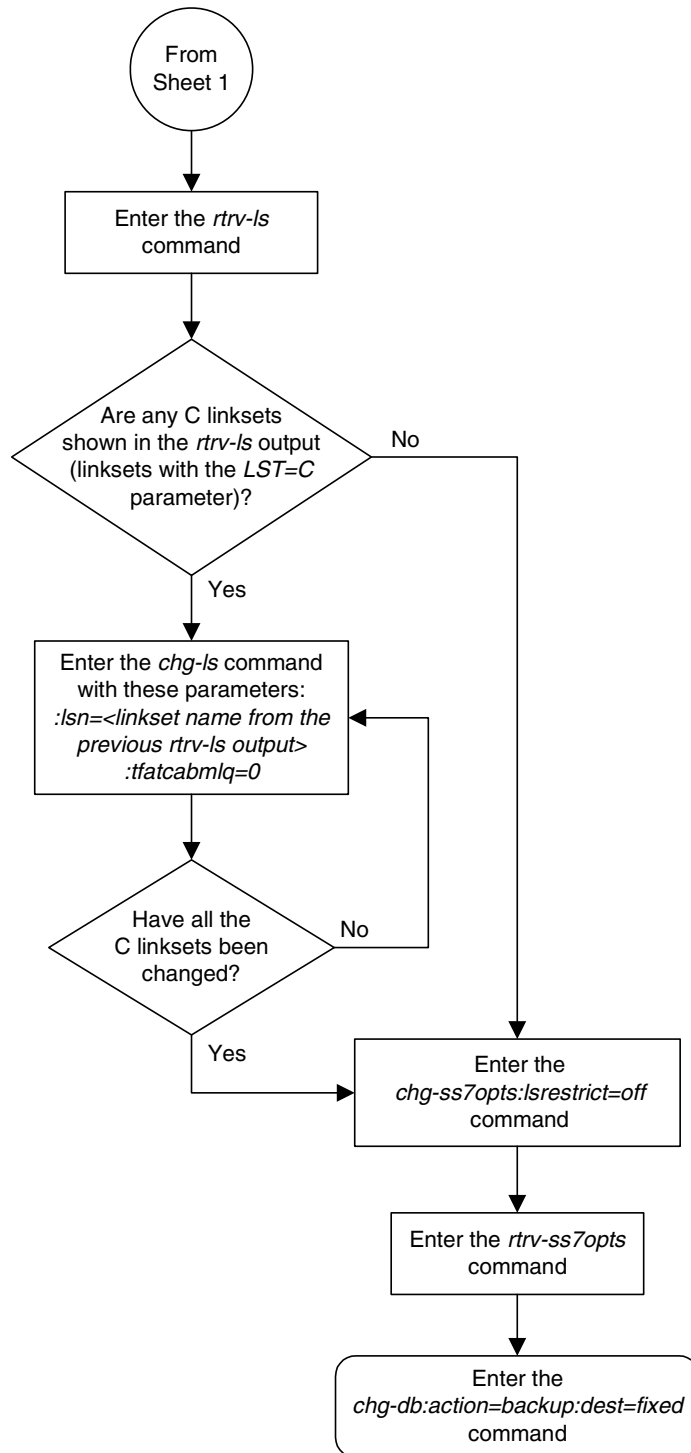 From
Sheet 1
Enter the rtrv-ls
command
Are any C linksets
shown in the rtrv-ls output
(linksets with the LST=C
parameter)?
No
Yes
Enter the chg-ls command
with these parameters:
:lsn=<linkset name from the
previous rtrv-ls output>
:tfatcabmlq=0
Have all the
C linksets been
changed?
No
Yes
Enter the
chg-ss7opts:lsrestrict=off
command
Enter the rtrv-ss7opts
command
Enter the
chg-db:action=backup:dest=fixed
command